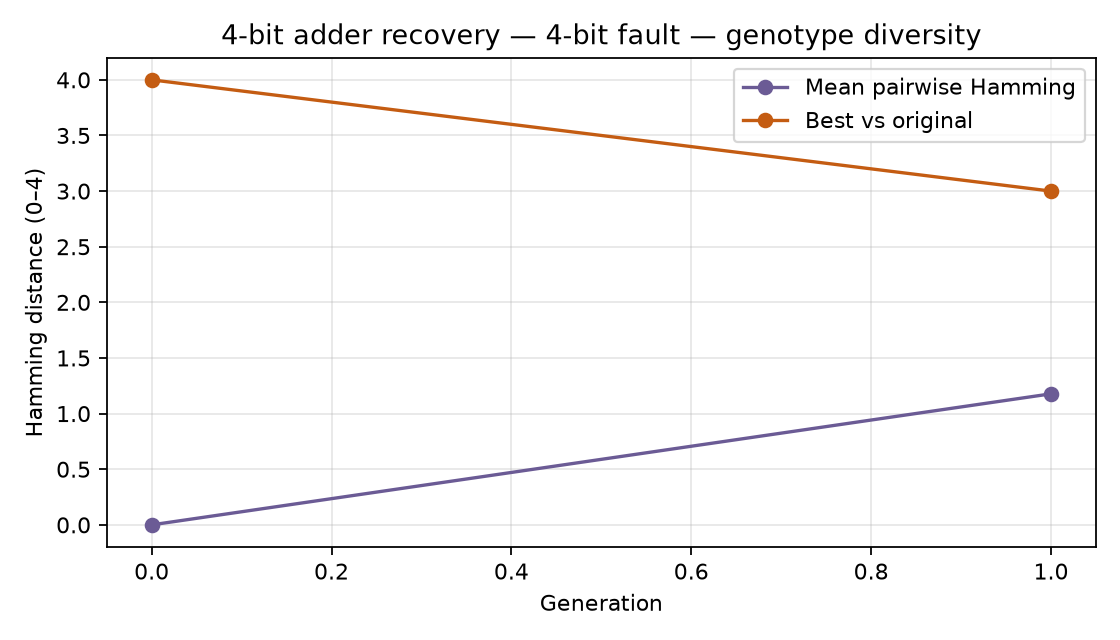 4-bit adder recovery — 4-bit fault — genotype diversity
Mean pairwise Hamming
Best vs original
Hamming distance (0–4)
4.0
3.5
3.0
2.5
2.0
1.5
1.0
0.5
0.0
0.0 0.2 0.4 0.6 0.8 1.0
Generation